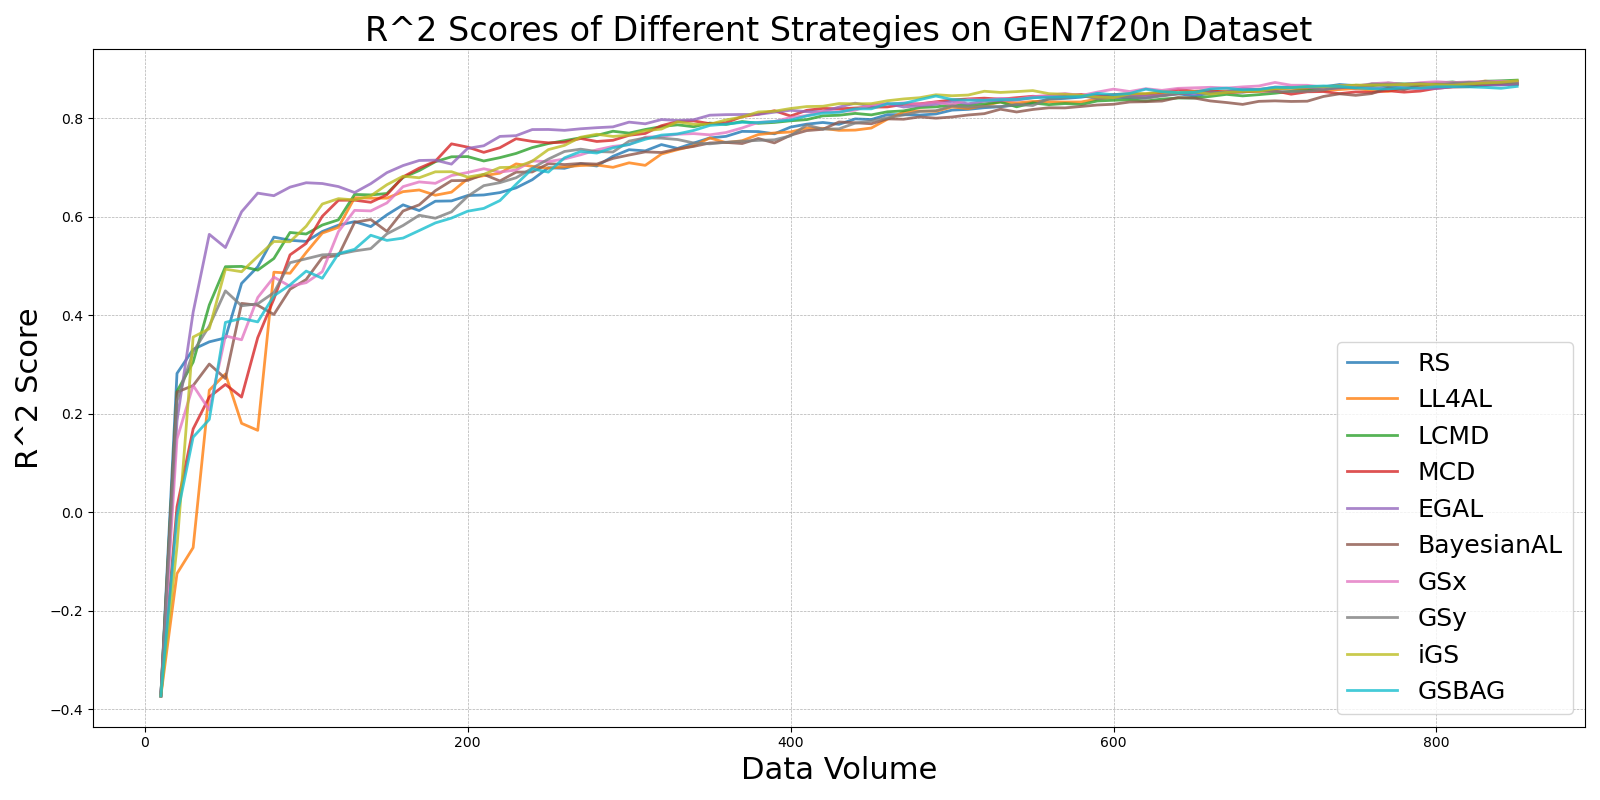 R^2 Scores of Different Strategies on GEN7f20n Dataset
R^2 Score
0.8
0.6
0.4
0.2
0.0
−0.2
−0.4
0
200
400
600
800
Data Volume
RS
LL4AL
LCMD
MCD
EGAL
BayesianAL
GSx
GSy
iGS
GSBAG